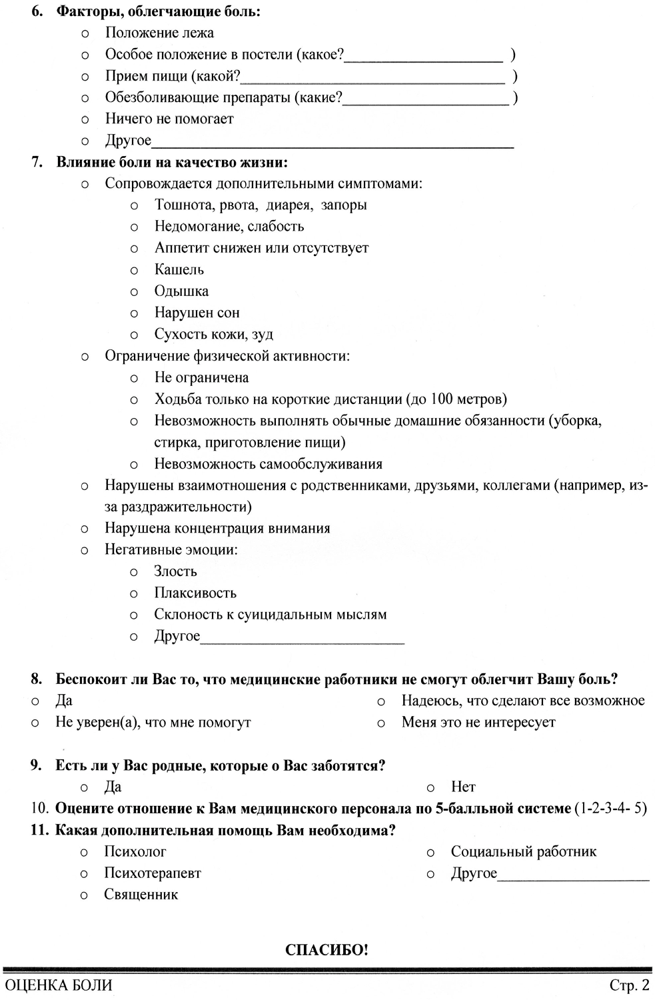 6. Факторы, облегчающие боль:
o Положение лежа
o Особое положение в постели (какое?____________________ )
o Прием пищи (какой?_________________________________ )
o Обезболивающие препараты (какие?_____________________ )
o Ничего не помогает
o Другое______________________________________________
7. Влияние боли на качество жизни:
o Сопровождается дополнительными симптомами:
o Тошнота, рвота, диарея, запоры
o Недомогание, слабость
o Аппетит снижен или отсутствует
o Кашель
o Одышка
o Нарушен сон
o Сухость кожи, зуд
o Ограничение физической активности:
o Не ограничена
o Ходьба только на короткие дистанции (до 100 метров)
o Невозможность выполнять обычные домашние обязанности (уборка,
стирка, приготовление пищи)
o Невозможность самообслуживания
o Нарушены взаимотношения с родственниками, друзьями, коллегами (например, из-
за раздражительности)
o Нарушена концентрация внимания
o Негативные эмоции:
o Злость
o Плаксивость
o Склоность к суицидальным мыслям
o Другое__________________________
8. Беспокоит ли Вас то, что медицинские работники не смогут облегчит Вашу боль?
o Да o Надеюсь, что сделают все возможное
o Не уверен(а), что мне помогут o Меня это не интересует
9. Есть ли у Вас родные, которые о Вас заботятся?
o Да o Нет
10. Оцените отношение к Вам медицинского персонала по 5-балльной системе (1-2-3-4- 5)
11. Какая дополнительная помощь Вам необходима?
o Психолог o Социальный работник
o Психотерапевт o Другое___________________
o Священник
СПАСИБО!
ОЦЕНКА БОЛИ Стр. 2